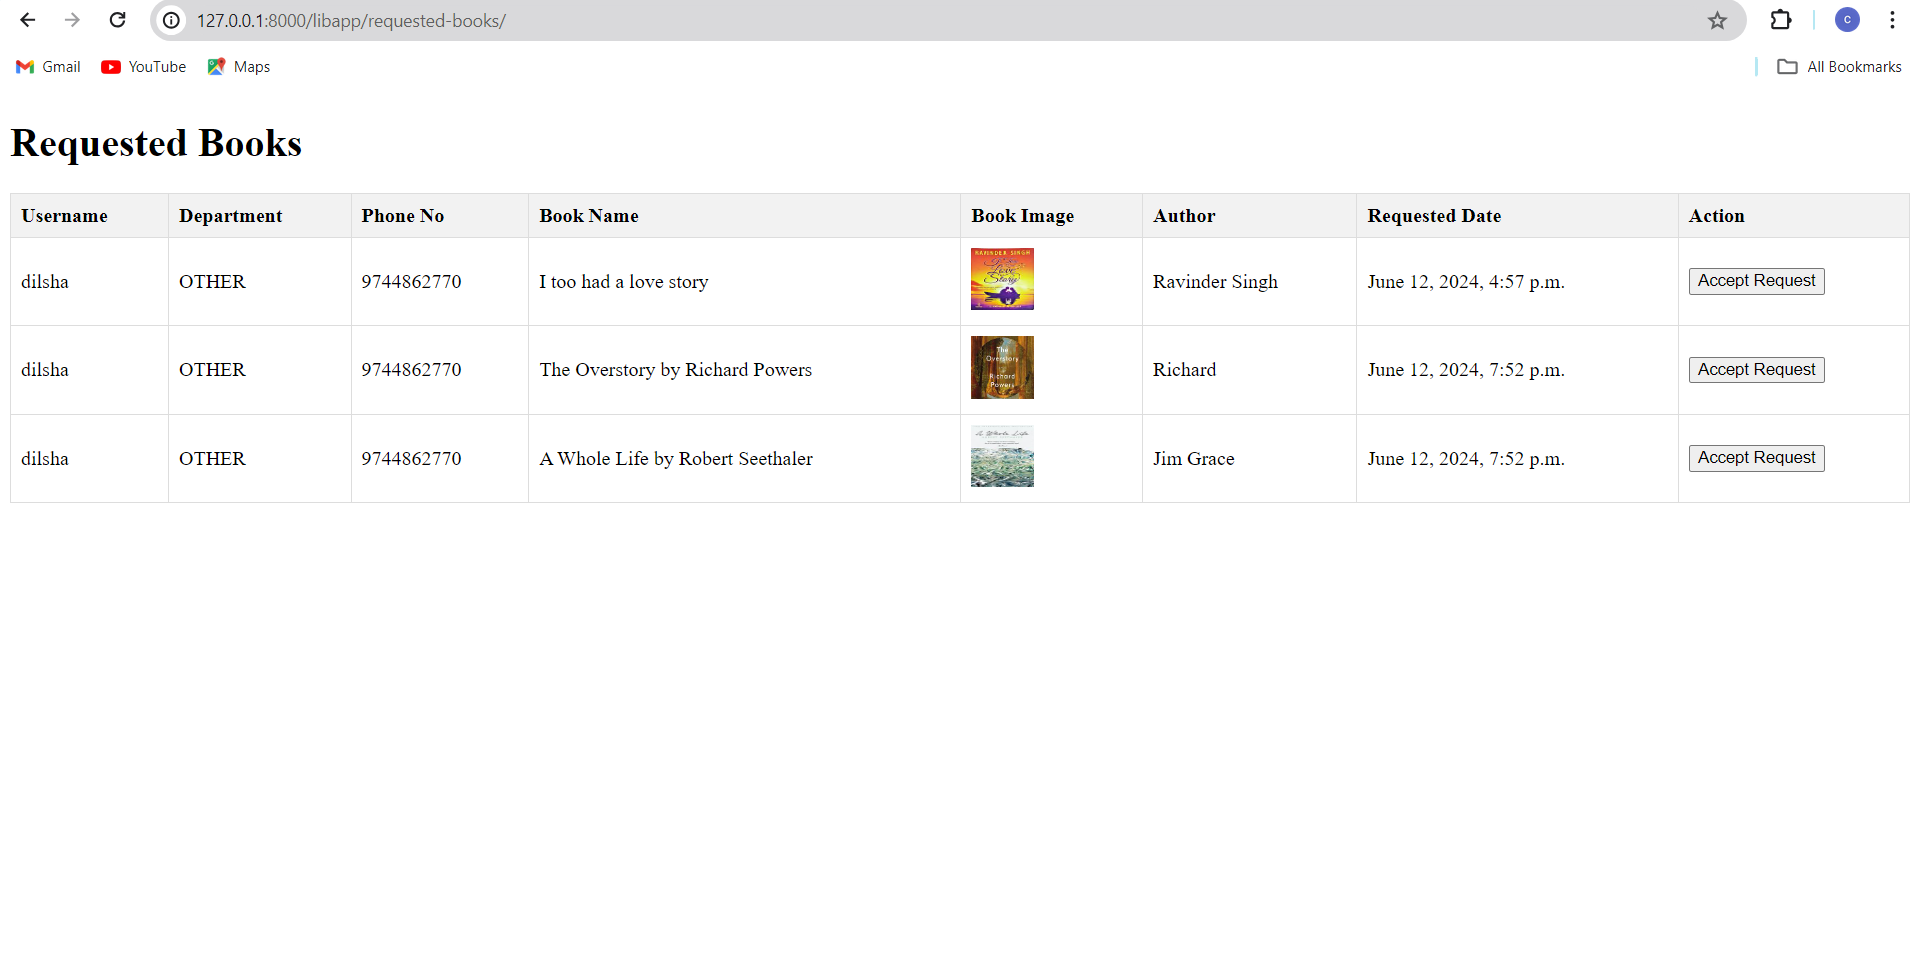 127.0.0.1:8000/libapp/requested-books/
C
Gmail YouTube Maps All Bookmarks
Requested Books
Username Department Phone No Book Name Book Image Author Requested Date Action
RAVINDER SINGH
Love
Story
dilsha OTHER 9744862770 I too had a love story Ravinder Singh June 12, 2024, 4:57 p.m. Accept Request
The
Overstory
Richard
Powers
dilsha OTHER 9744862770 The Overstory by Richard Powers Richard June 12, 2024, 7:52 p.m. Accept Request
A Whole Life
dilsha OTHER 9744862770 A Whole Life by Robert Seethaler Jim Grace June 12, 2024, 7:52 p.m. Accept Request